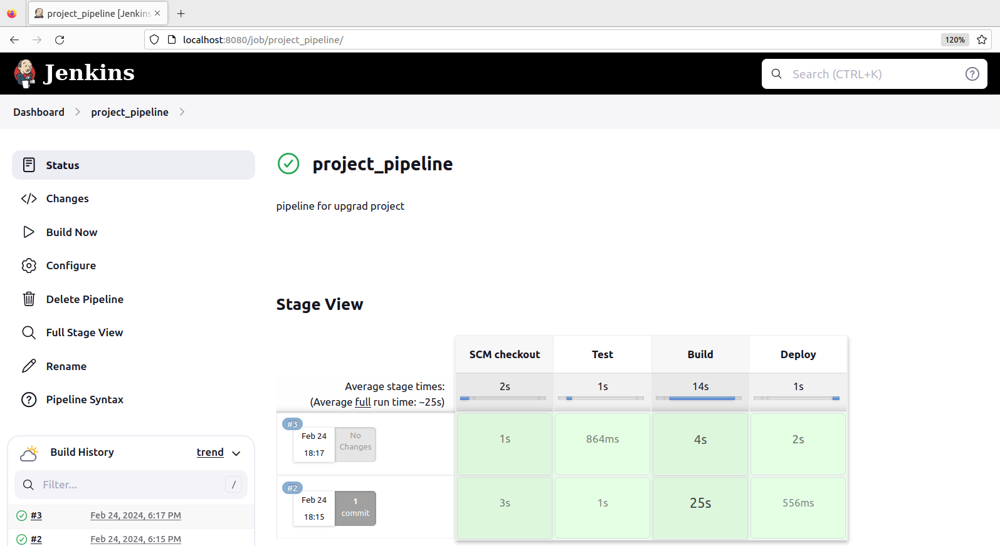 project_pipeline [Jenkins
localhost:8080/job/project_pipeline/
120%
Jenkins
Search (CTRL+K)
?
Dashboard
project_pipeline
Status
Changes
Build Now
Configure
Delete Pipeline
Full Stage View
Rename
Pipeline Syntax
Build History
trend
Filter...
/
#3
Feb 24, 2024, 6:17 PM
#2
Feb 24, 2024, 6:15 PM
project_pipeline
pipeline for upgrad project
Stage View
SCM checkout
Test
Build
Deploy
Average stage times:
(Average full run time: ~25s)
2s
1s
14s
1s
#3
Feb 24
18:17
No
Changes
1s
864ms
4s
2s
#2
Feb 24
18:15
1
commit
3s
1s
25s
556ms